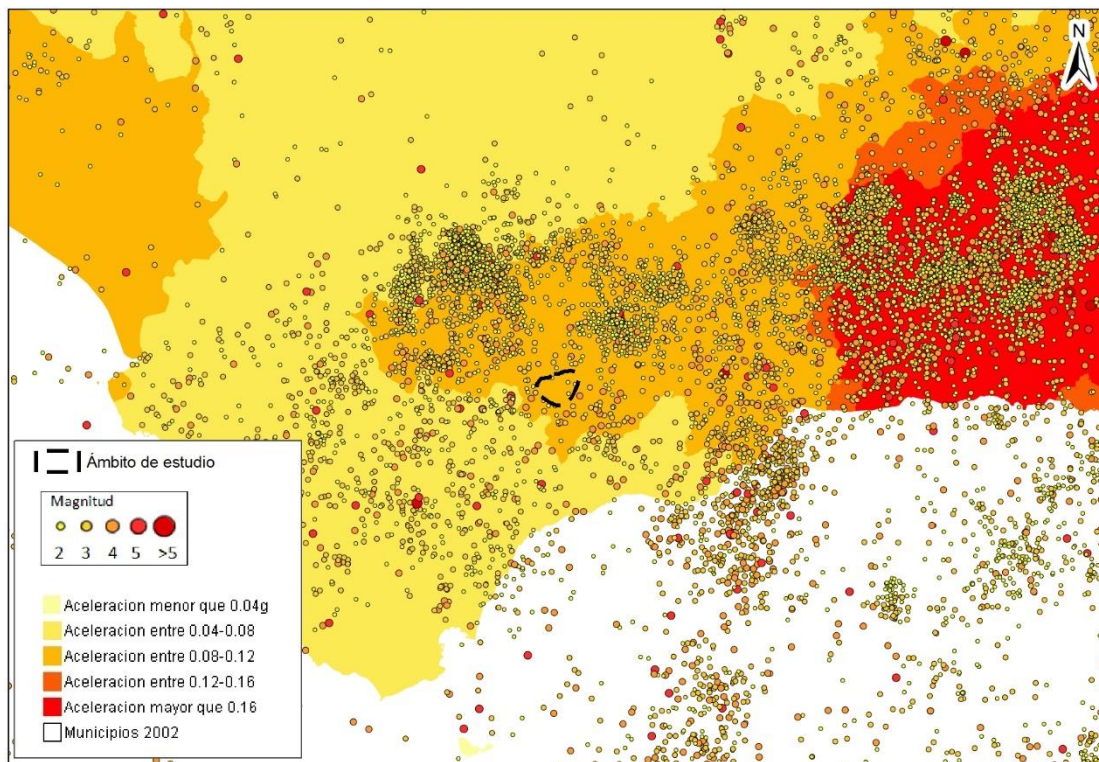 N
Ámbito de estudio
Magnitud
2 3 4 5 >5
Aceleracion menor que 0.04g
Aceleracion entre 0.04-0.08
Aceleracion entre 0.08-0.12
Aceleracion entre 0.12-0.16
Aceleracion mayor que 0.16
Municipios 2002